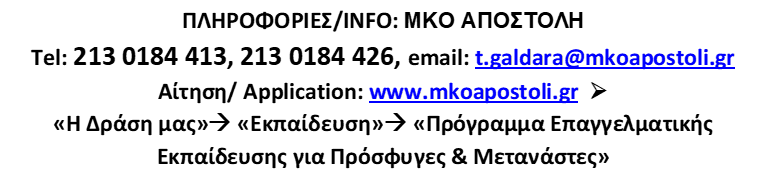 ΠΛΗΡΟΦΟΡΙΕΣ/INFO: ΜΚΟ ΑΠΟΣΤΟΛΗ
Tel: 213 0184 413, 213 0184 426, email: t.galdara@mkoapostoli.gr
Αίτηση/ Application: www.mkoapostoli.gr ➢
«Η Δράση μας»→ «Εκπαίδευση»→ «Πρόγραμμα Επαγγελματικής
Εκπαίδευσης για Πρόσφυγες & Μετανάστες»